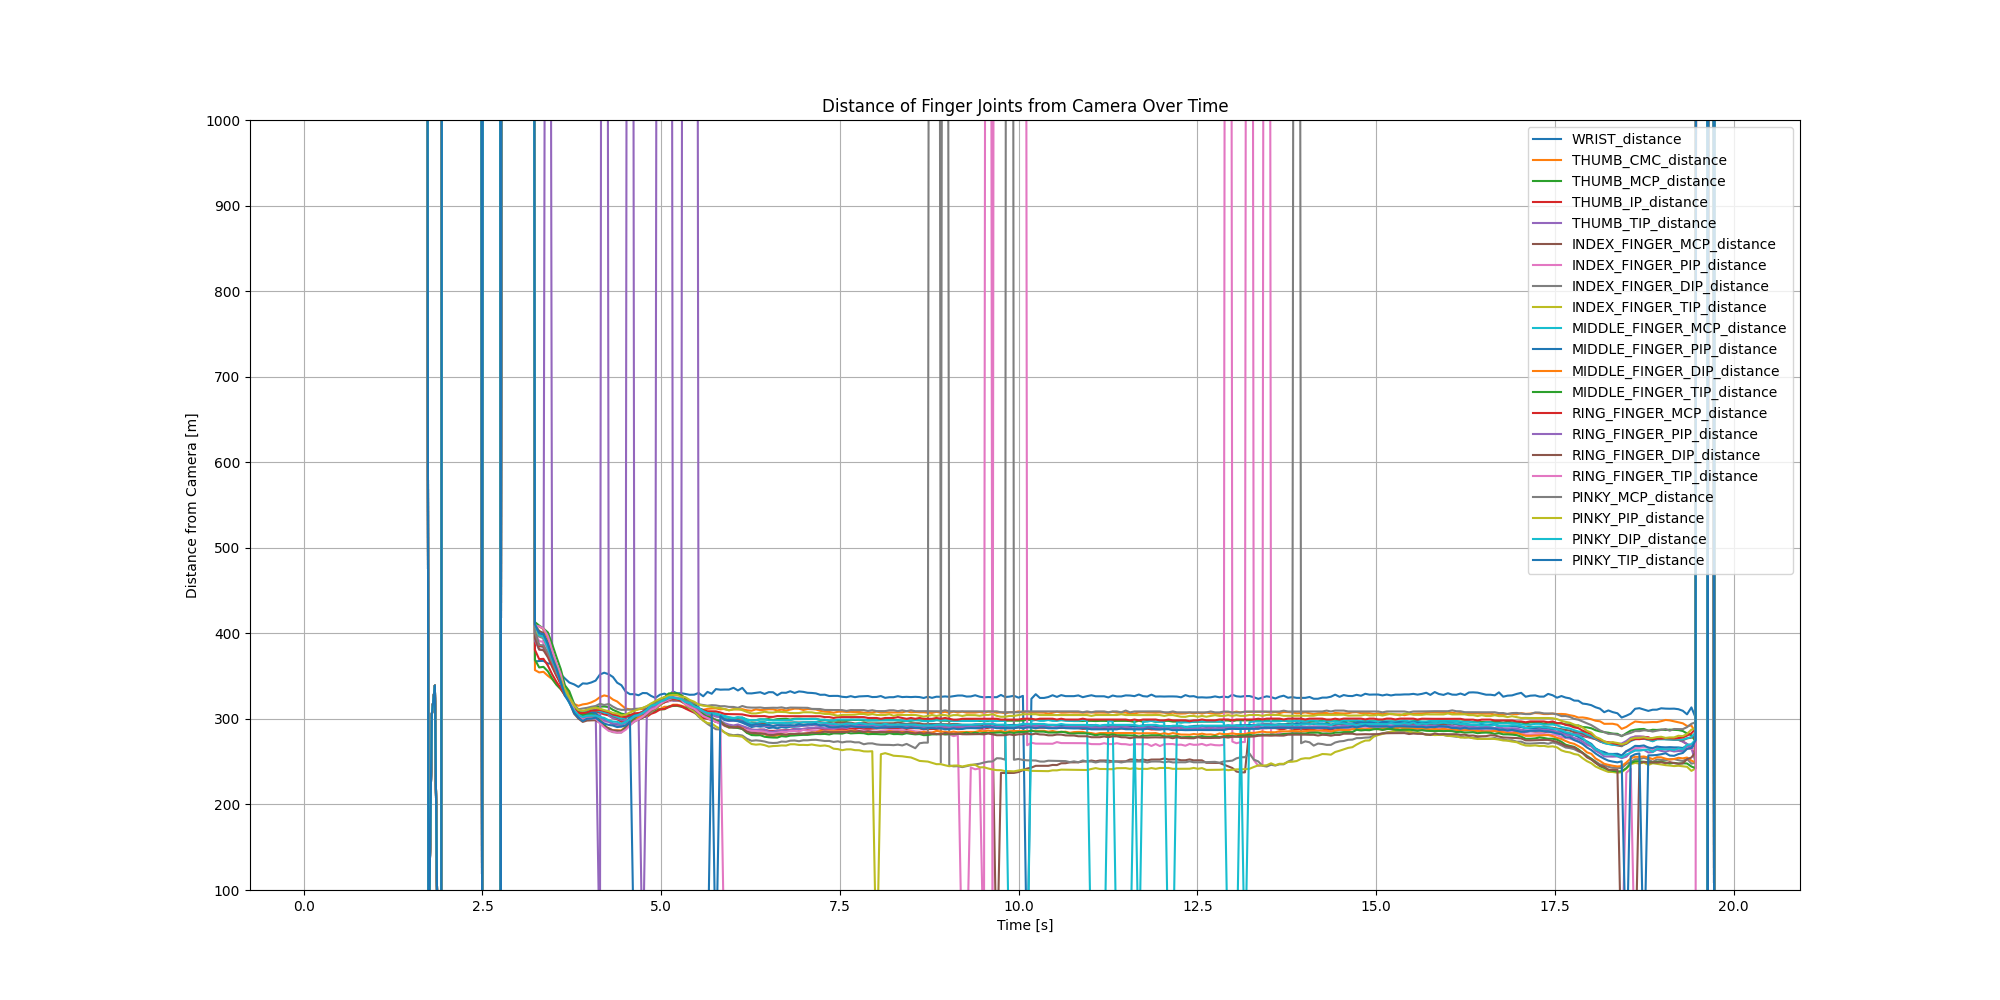 Distance of Finger Joints from Camera Over Time
Distance from Camera [m]
1000
900
800
700
600
500
400
300
200
100
0.0 2.5 5.0 7.5 10.0 12.5 15.0 17.5 20.0
Time [s]
WRIST_distance
THUMB_CMC_distance
THUMB_MCP_distance
THUMB_IP_distance
THUMB_TIP_distance
INDEX_FINGER_MCP_distance
INDEX_FINGER_PIP_distance
INDEX_FINGER_DIP_distance
INDEX_FINGER_TIP_distance
MIDDLE_FINGER_MCP_distance
MIDDLE_FINGER_PIP_distance
MIDDLE_FINGER_DIP_distance
MIDDLE_FINGER_TIP_distance
RING_FINGER_MCP_distance
RING_FINGER_PIP_distance
RING_FINGER_DIP_distance
RING_FINGER_TIP_distance
PINKY_MCP_distance
PINKY_PIP_distance
PINKY_DIP_distance
PINKY_TIP_distance